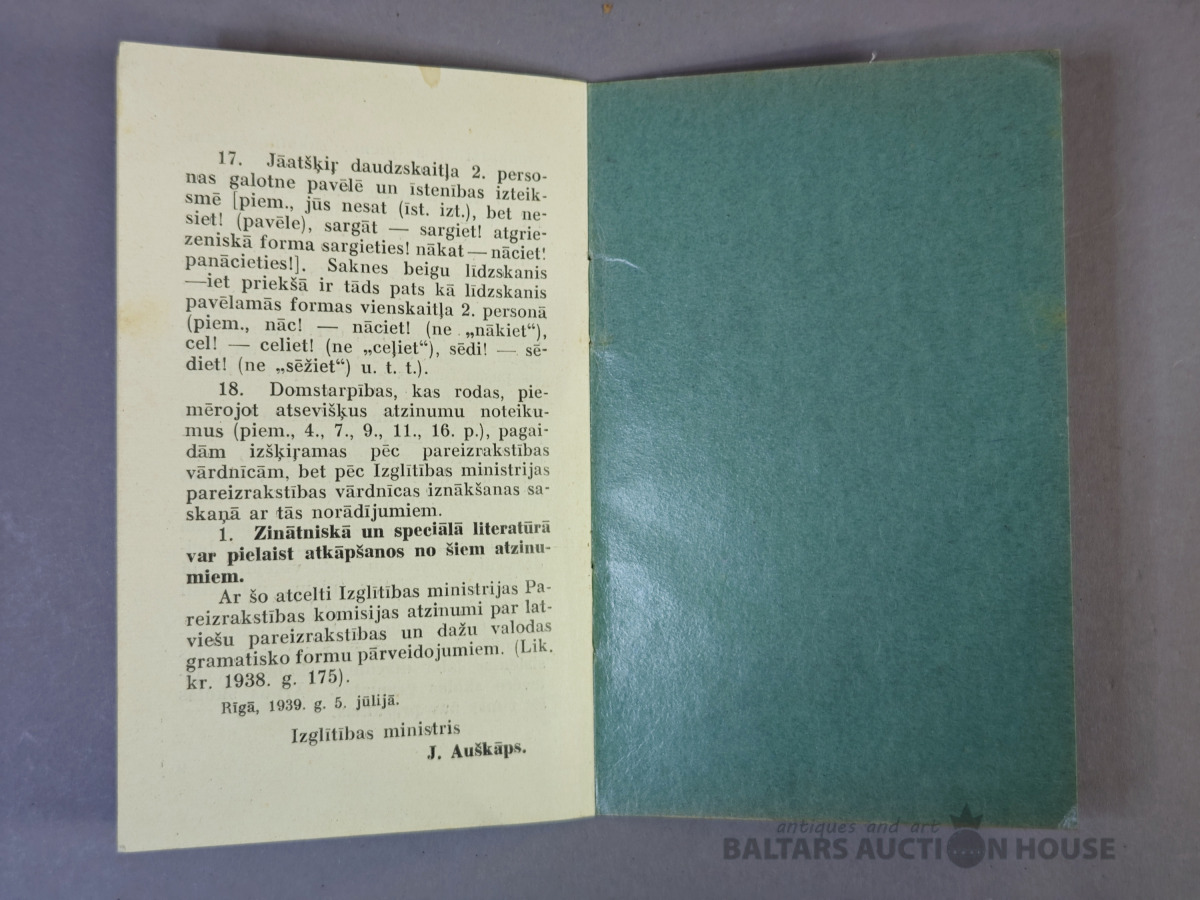 17. Jāatšķiŗ daudzskaitļa 2. perso-
nas galotne pavēlē un īstenības izteik-
smē [piem., jūs nesat (īst. izt.), bet ne-
siet! (pavēle), sargāt — sargiet! atgrie-
zeniskā forma sargieties! nākat — nāciet!
panācieties!]. Saknes beigu līdzskanis
—iet priekšā ir tāds pats kā līdzskanis
pavēlamās formas vienskaitļa 2. personā
(piem., nāc! — nāciet! (ne „nākiet“),
cel! — celiet! (ne „ceļiet“), sēdi! — sē-
diet! (ne „sēžiet“) u. t. t.).
18. Domstarpības, kas rodas, pie-
mērojot atsevišķus atzinumu noteiku-
mus (piem., 4., 7., 9., 11., 16. p.), pagai-
dām izšķiŗamas pēc pareizrakstības
vārdnīcām, bet pēc Izglītības ministrijas
pareizrakstības vārdnīcas iznākšanas sa-
skaņā ar tās norādījumiem.
1. Zinātniskā un speciālā literatūrā
var pielaist atkāpšanos no šiem atzinu-
miem.
Ar šo atcelti Izglītības ministrijas Pa-
reizrakstības komisijas atzinumi par lat-
viešu pareizrakstības un dažu valodas
gramatisko formu pārveidojumiem. (Lik.
kr. 1938. g. 175).
Rīgā, 1939. g. 5. jūlijā.
Izglītības ministris
J. Auškāps.
antiques and art
BALTARS AUCTION HOUSE